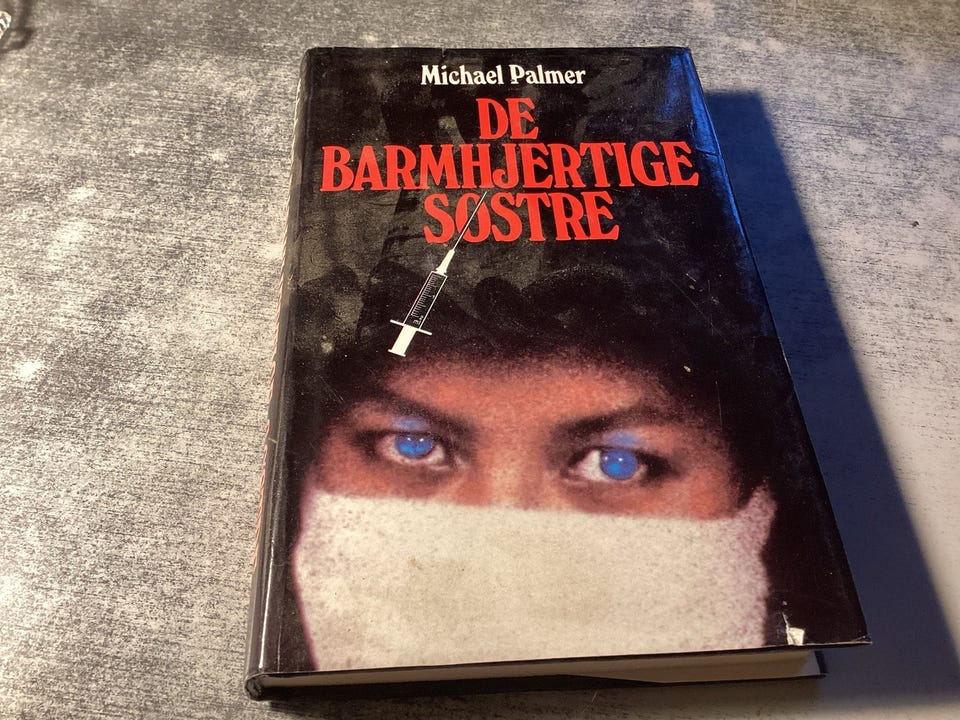 Michael Palmer
DE
BARMHJERTIGE
SØSTRE